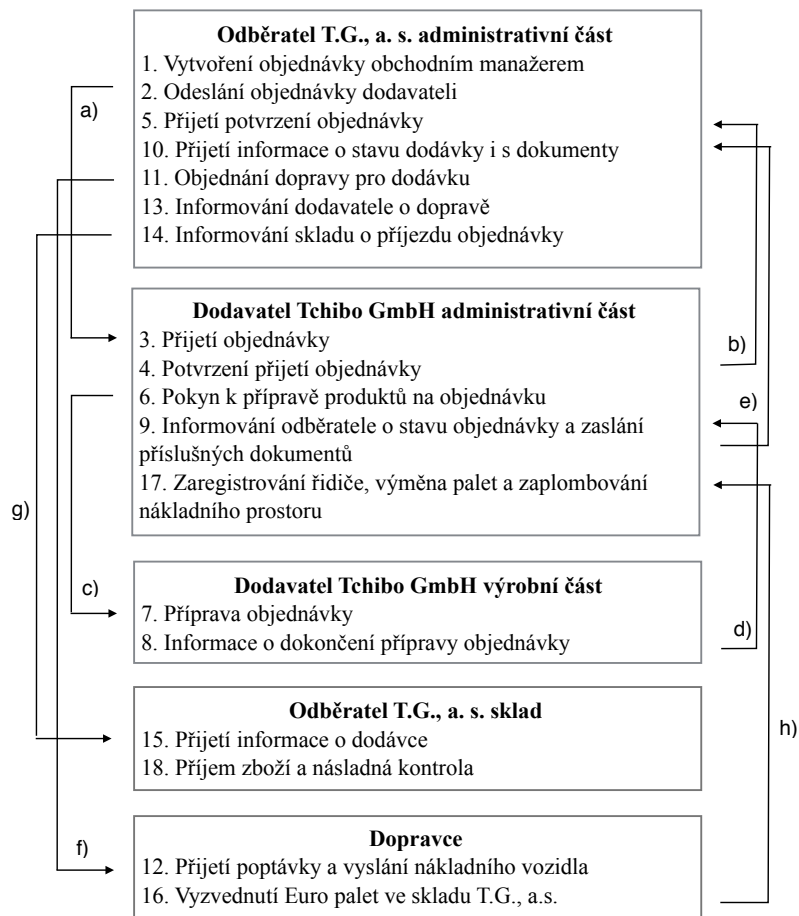 Odběratel T.G., a. s. administrativní část
1. Vytvoření objednávky obchodním manažerem
2. Odeslání objednávky dodavateli
a)
5. Přijetí potvrzení objednávky
10. Přijetí informace o stavu dodávky i s dokumenty
11. Objednání dopravy pro dodávku
13. Informování dodavatele o dopravě
14. Informování skladu o příjezdu objednávky
Dodavatel Tchibo GmbH administrativní část
3. Přijetí objednávky
b)
4. Potvrzení přijetí objednávky
6. Pokyn k přípravě produktů na objednávku
e)
9. Informování odběratele o stavu objednávky a zaslání
příslušných dokumentů
17. Zaregistrování řidiče, výměna palet a zaplombování
nákladního prostoru
g)
Dodavatel Tchibo GmbH výrobní část
c)
7. Příprava objednávky
8. Informace o dokončení přípravy objednávky
d)
Odběratel T.G., a. s. sklad
h)
15. Přijetí informace o dodávce
18. Příjem zboží a násladná kontrola
Dopravce
f)
12. Přijetí poptávky a vyslání nákladního vozidla
16. Vyzvednutí Euro palet ve skladu T.G., a.s.